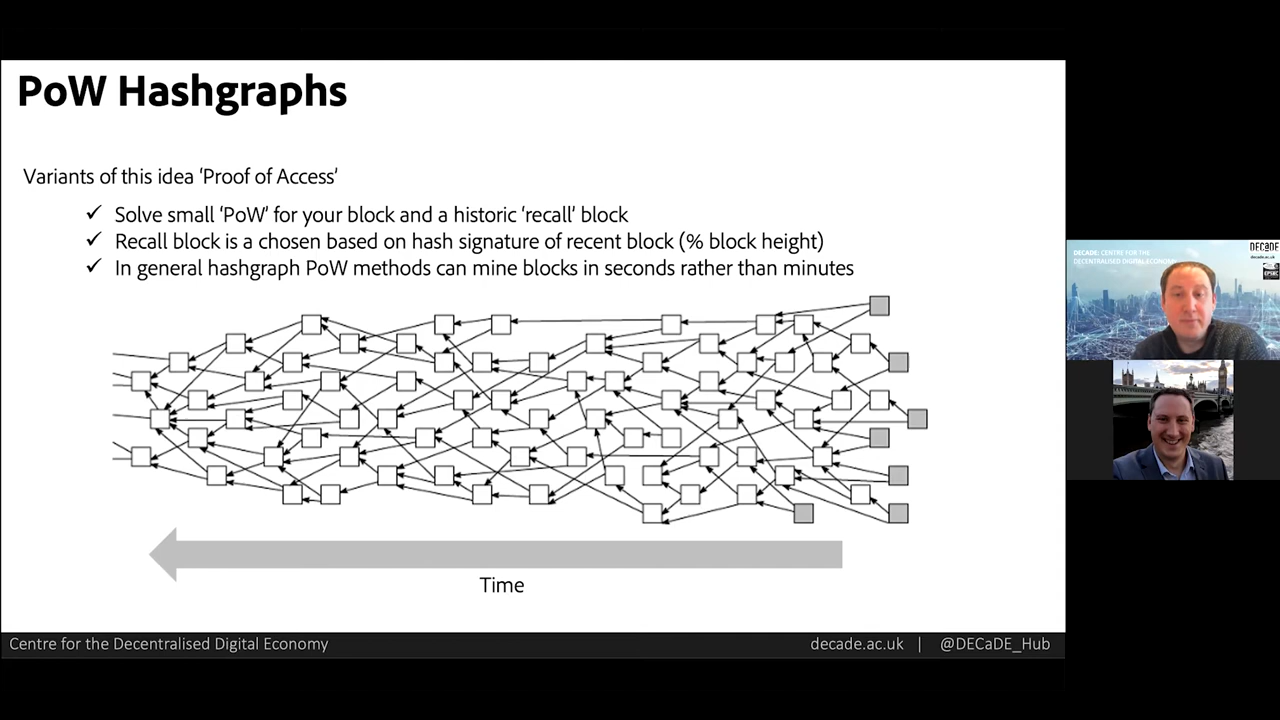 PoW Hashgraphs
Variants of this idea ‘Proof of Access’
✓ Solve small ‘PoW’ for your block and a historic ‘recall’ block
✓ Recall block is a chosen based on hash signature of recent block (% block height)
✓ In general hashgraph PoW methods can mine blocks in seconds rather than minutes
Time
Centre for the Decentralised Digital Economy
decade.ac.uk | @DECaDE_Hub
DECADE: CENTRE FOR THE
DECENTRALISED DIGITAL ECONOMY
DECaDE
decade.ac.uk
EPSRC